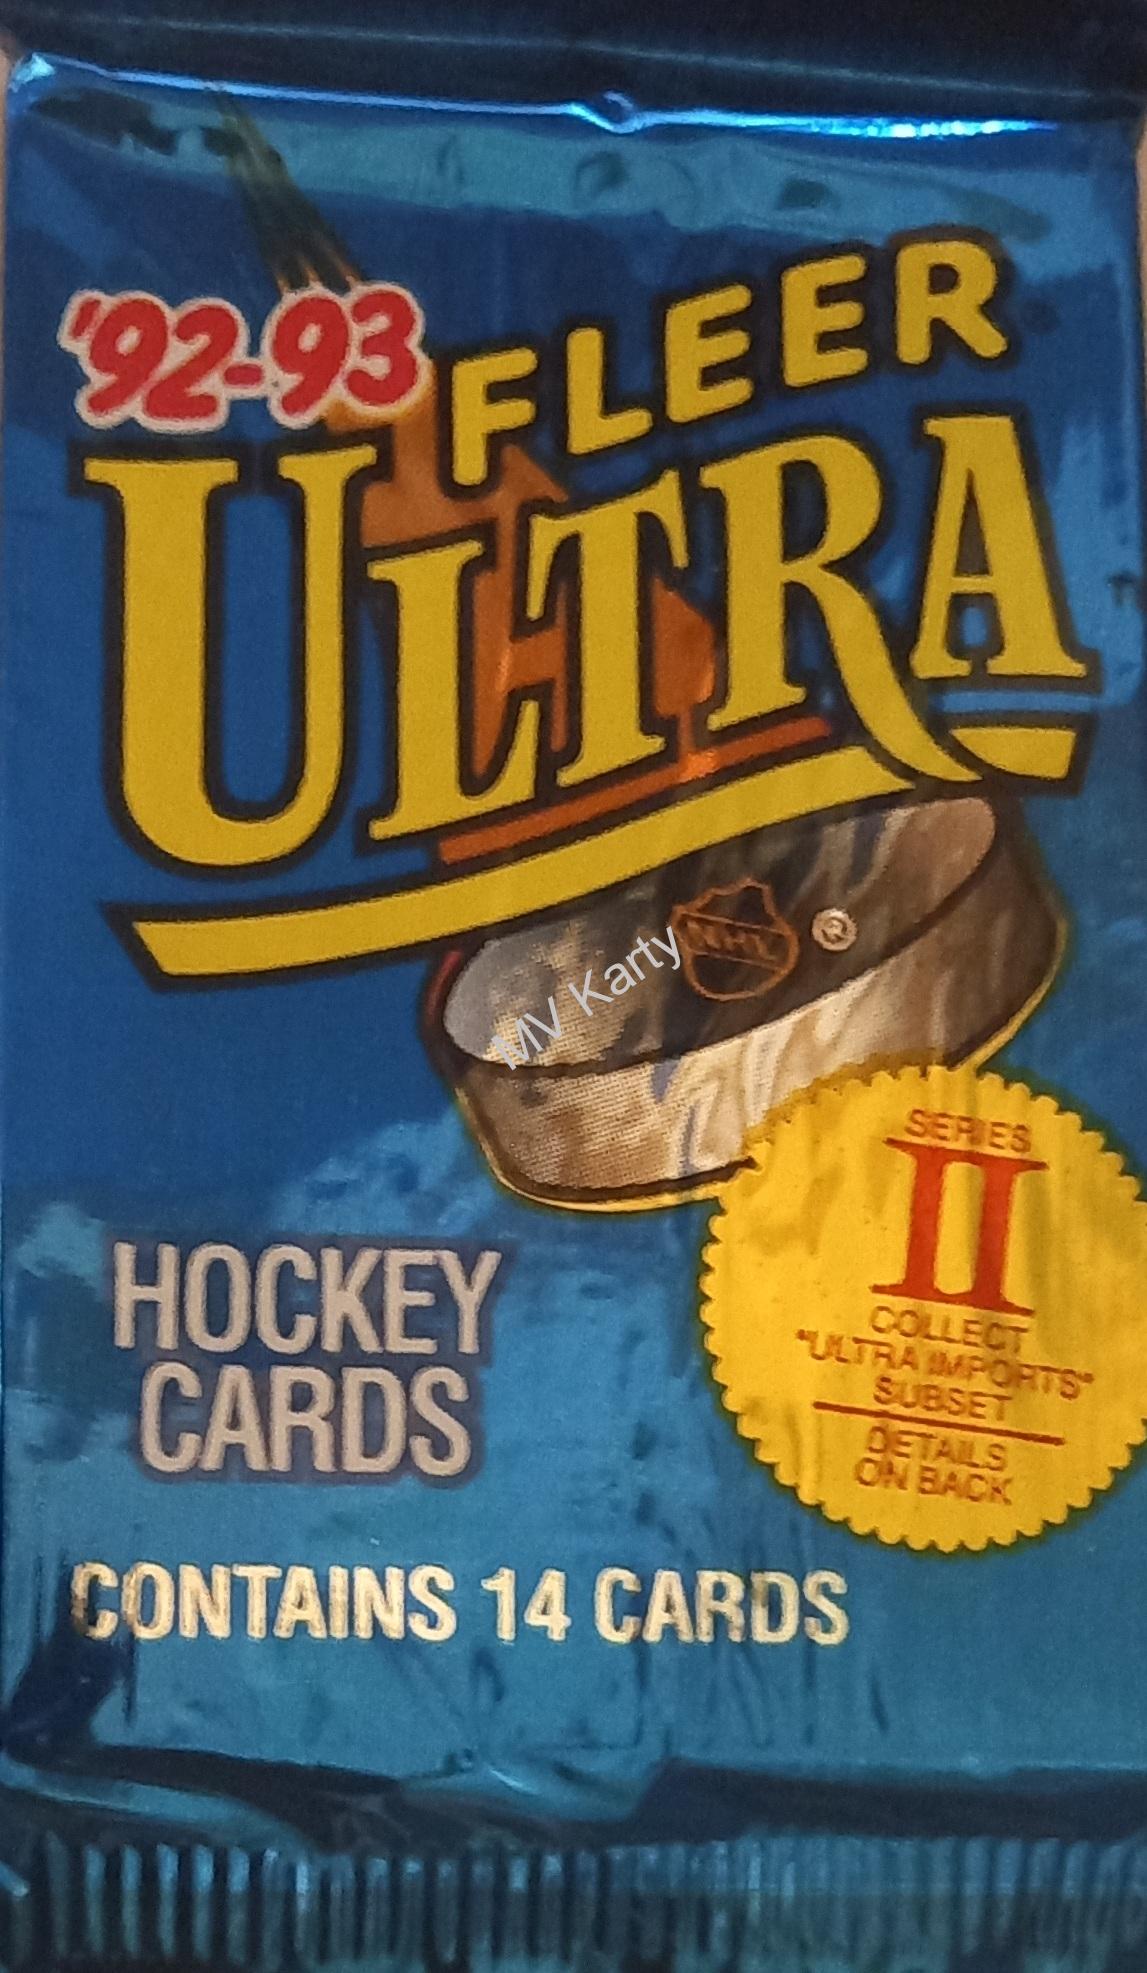 '92-93
FLEER
ULTRA
NHL
®
MV Karty
SERIES
II
COLLECT
"ULTRA IMPORTS"
SUBSET
DETAILS
ON BACK
HOCKEY
CARDS
CONTAINS 14 CARDS